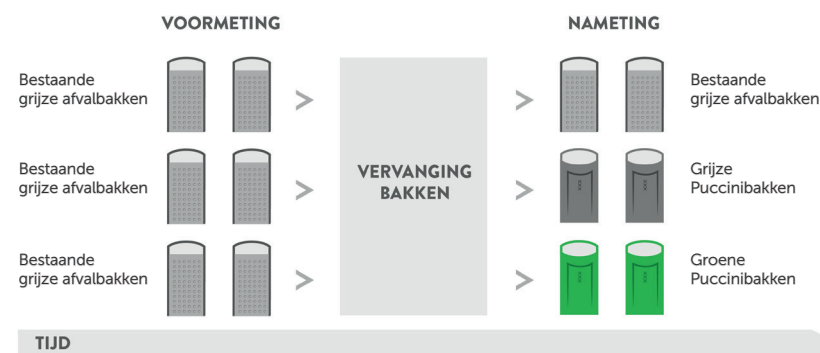 VOORMETING
NAMETING
Bestaande
grijze afvalbakken
Bestaande
grijze afvalbakken
Bestaande
grijze afvalbakken
VERVANGING
BAKKEN
Grijze
Puccinibakken
Bestaande
grijze afvalbakken
Groene
Puccinibakken
TIJD